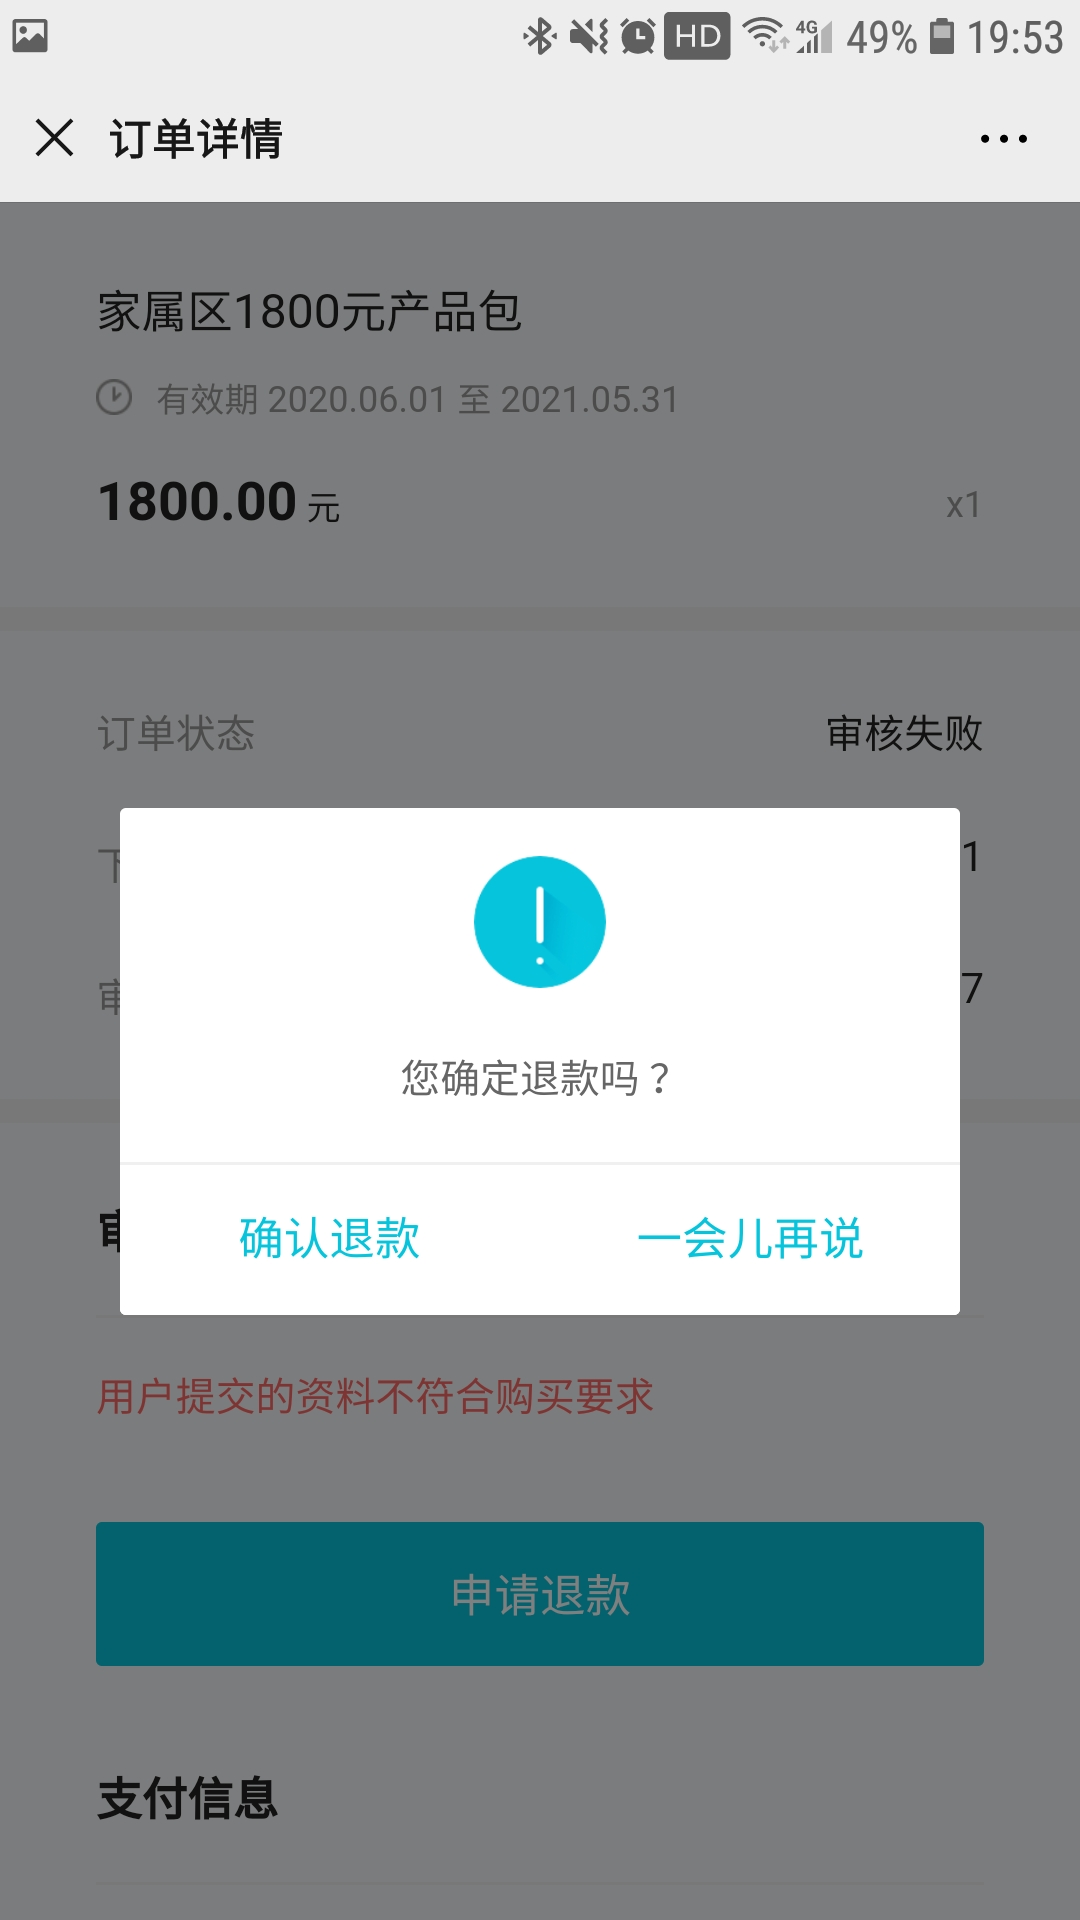 HD 4G 49% 19:53
订单详情
家属区1800元产品包
有效期 2020.06.01 至 2021.05.31
1800.00 元 x1
订单状态 审核失败
1
7
您确定退款吗？
确认退款 一会儿再说
用户提交的资料不符合购买要求
申请退款
支付信息